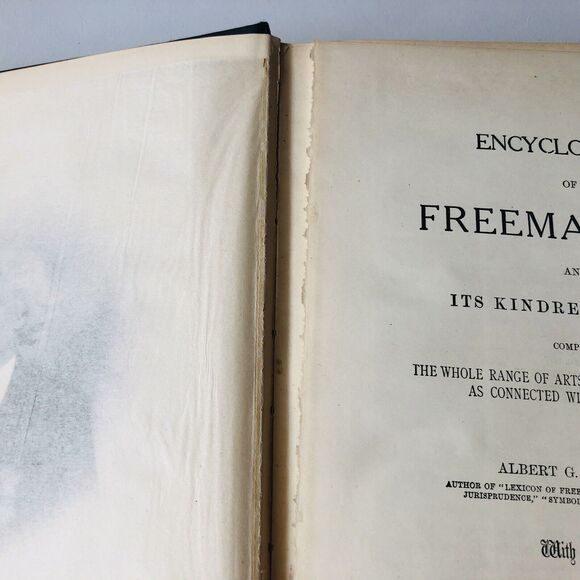 ENCYCLO
OF
FREEMA
AN
ITS KINDRE
COMP
THE WHOLE RANGE OF ARTS
AS CONNECTED WI
ALBERT G.
AUTHOR OF "LEXICON OF FREE
JURISPRUDENCE," "SYMBOL
With